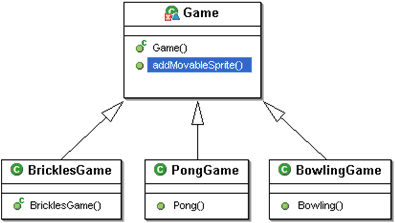 Game
Game()
addMovableSprite()
BricklesGame
PongGame
BowlingGame
BricklesGame()
Pong()
Bowling()